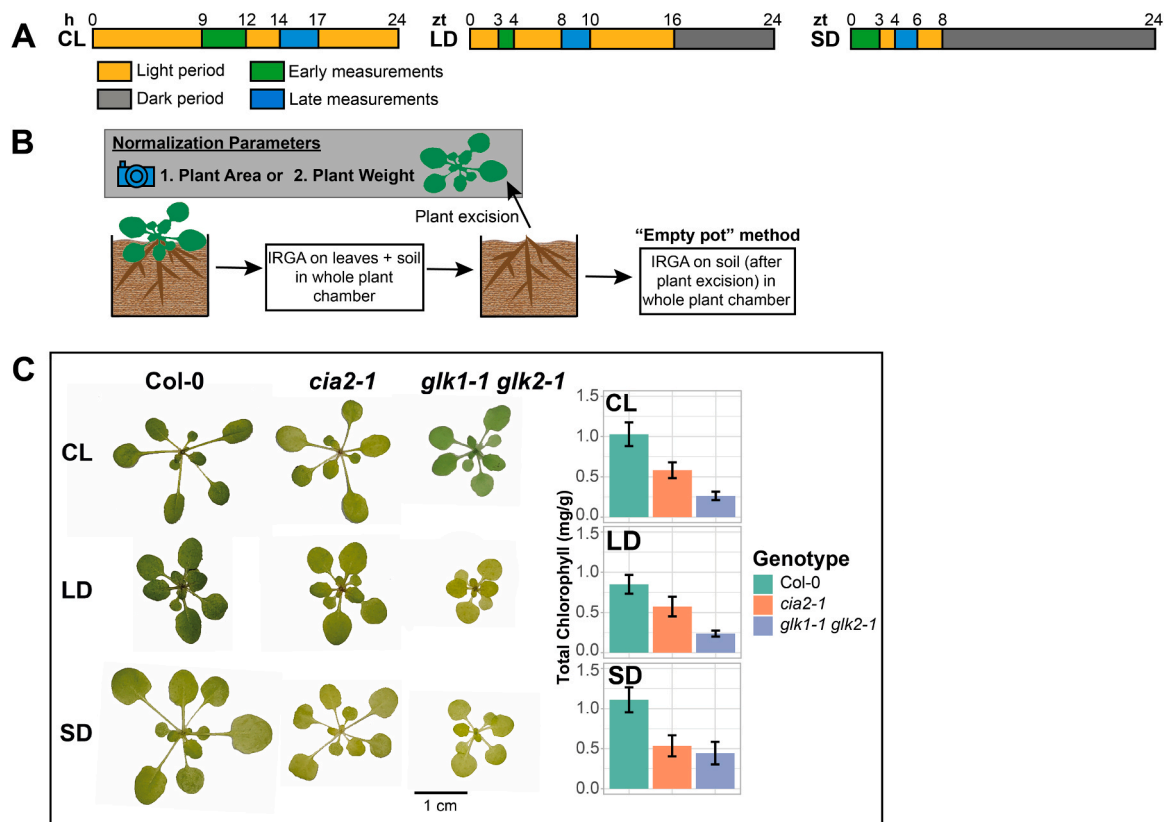 A
h 0 9 12 14 17 24
CL
zt 0 3 4 8 10 16 24
LD
zt 0 3 4 6 8 24
SD
Light period
Early measurements
Dark period
Late measurements
B
Normalization Parameters
1. Plant Area or 2. Plant Weight
Plant excision
IRGA on leaves + soil
in whole plant
chamber
“Empty pot” method
IRGA on soil (after
plant excision) in
whole plant chamber
C
Col-0 cia2-1 glk1-1 glk2-1
CL
LD
SD
1 cm
Total Chlorophyll (mg/g)
CL
1.5
1.0
0.5
0.0
LD
1.5
1.0
0.5
0.0
SD
1.5
1.0
0.5
0.0
Genotype
Col-0
cia2-1
glk1-1 glk2-1